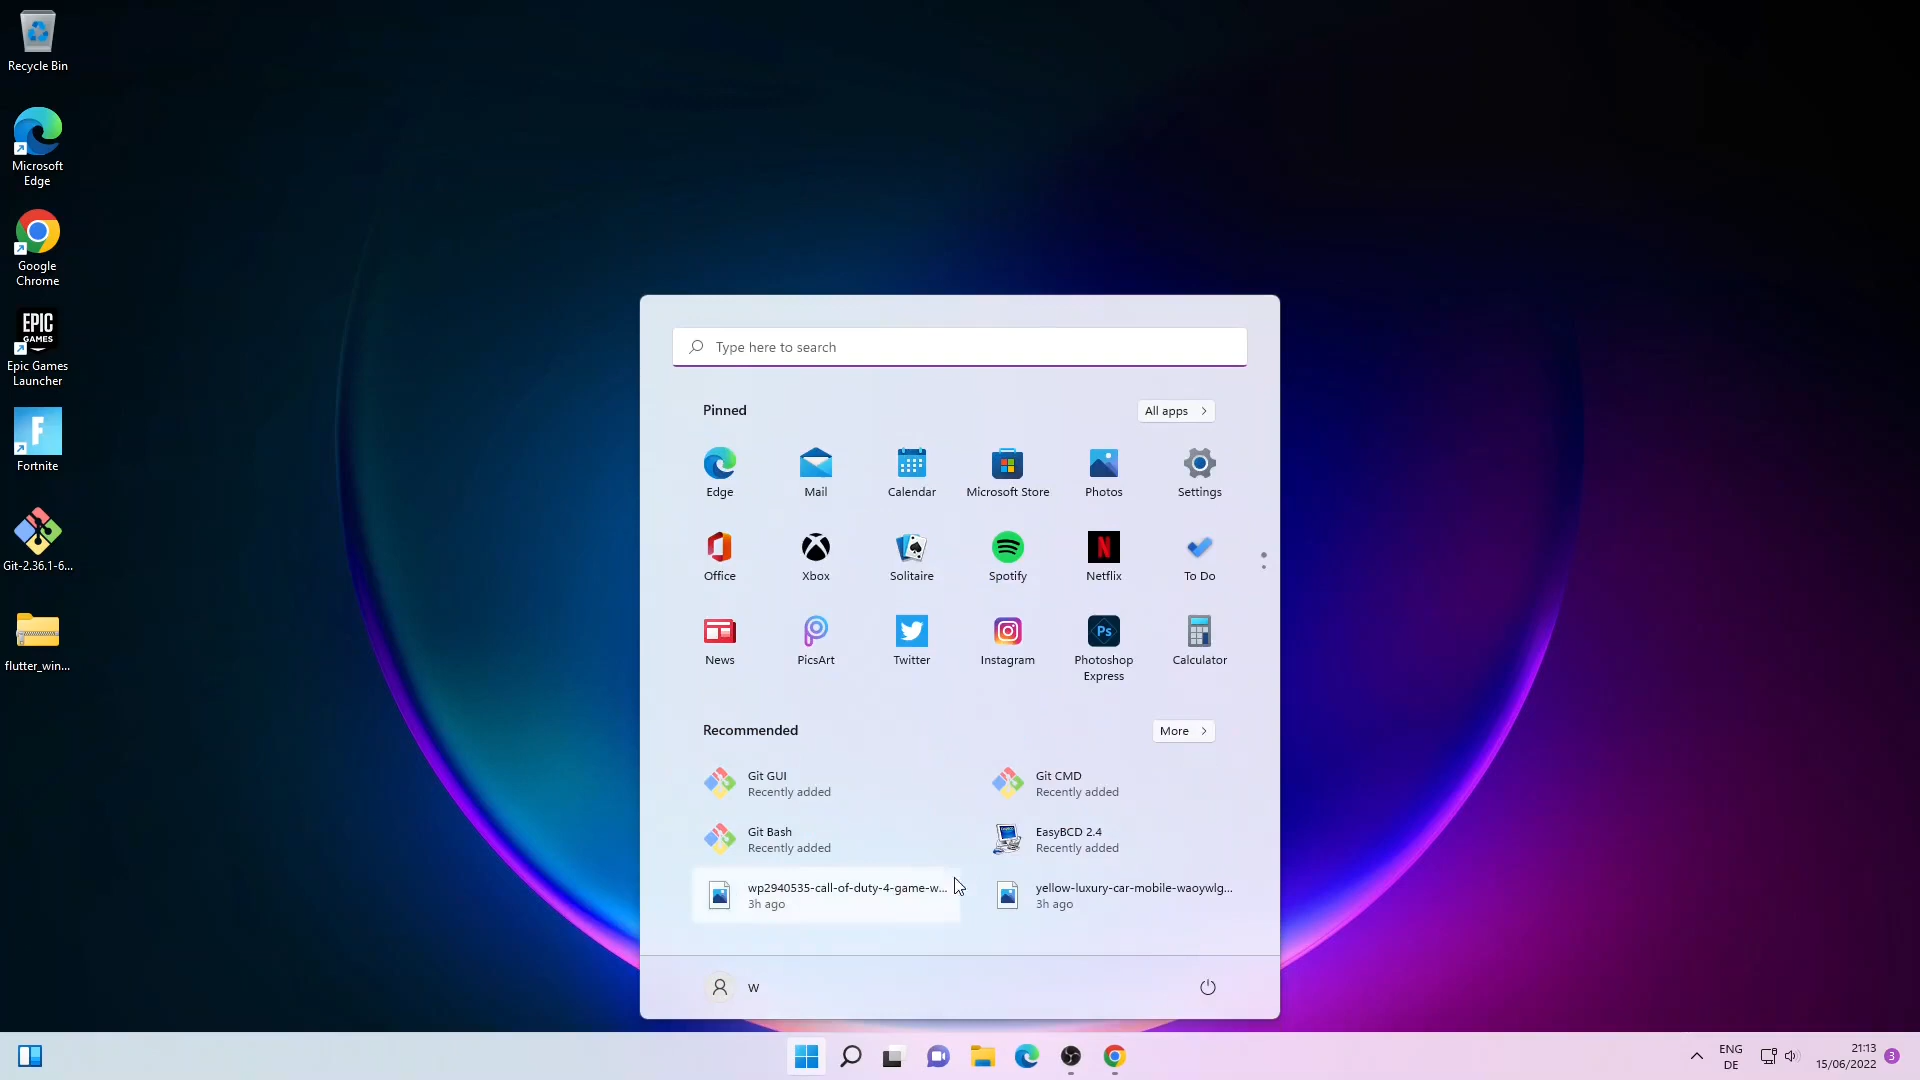 Recycle Bin
Microsoft
Edge
Google
Chrome
EPIC
GAMES
Epic Games
Launcher
F
Fortnite
Git-2.36.1-6...
flutter_win...
Type here to search
Pinned
All apps
Edge
Mail
Calendar
Microsoft Store
Photos
Settings
Office
Xbox
Solitaire
Spotify
N
Netflix
To Do
News
PicsArt
Twitter
Instagram
Ps
Photoshop
Express
Calculator
Recommended
More
Git GUI
Recently added
Git CMD
Recently added
Git Bash
Recently added
EasyBCD 2.4
Recently added
wp2940535-call-of-duty-4-game-w...
3h ago
yellow-luxury-car-mobile-waoywlg...
3h ago
W
ENG
DE
21:13
15/06/2022
3